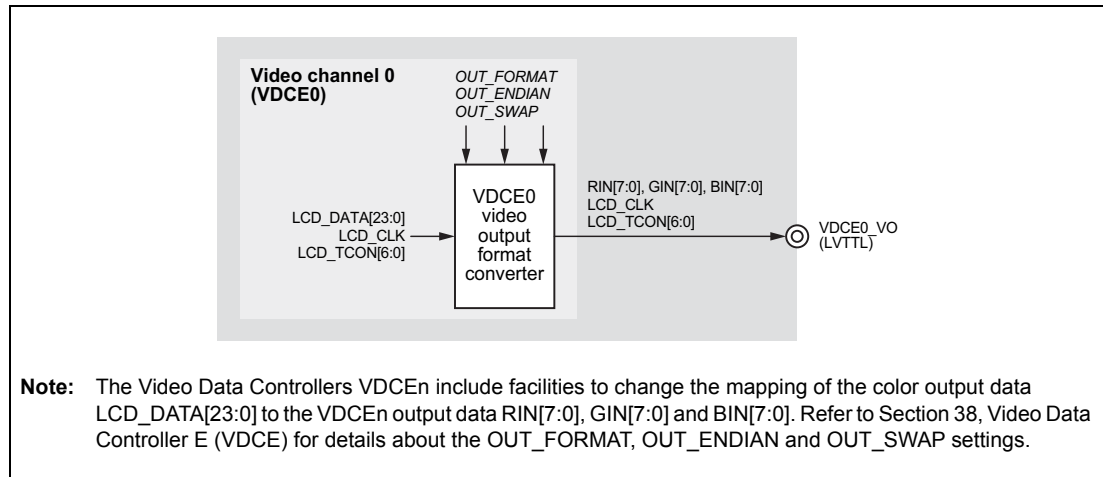 Video channel 0
(VDCE0)
OUT_FORMAT
OUT_ENDIAN
OUT_SWAP
LCD_DATA[23:0]
LCD_CLK
LCD_TCON[6:0]
VDCE0
video
output
format
converter
RIN[7:0], GIN[7:0], BIN[7:0]
LCD_CLK
LCD_TCON[6:0]
VDCE0_VO
(LVTTL)
Note: The Video Data Controllers VDCEn include facilities to change the mapping of the color output data
LCD_DATA[23:0] to the VDCEn output data RIN[7:0], GIN[7:0] and BIN[7:0]. Refer to Section 38, Video Data
Controller E (VDCE) for details about the OUT_FORMAT, OUT_ENDIAN and OUT_SWAP settings.